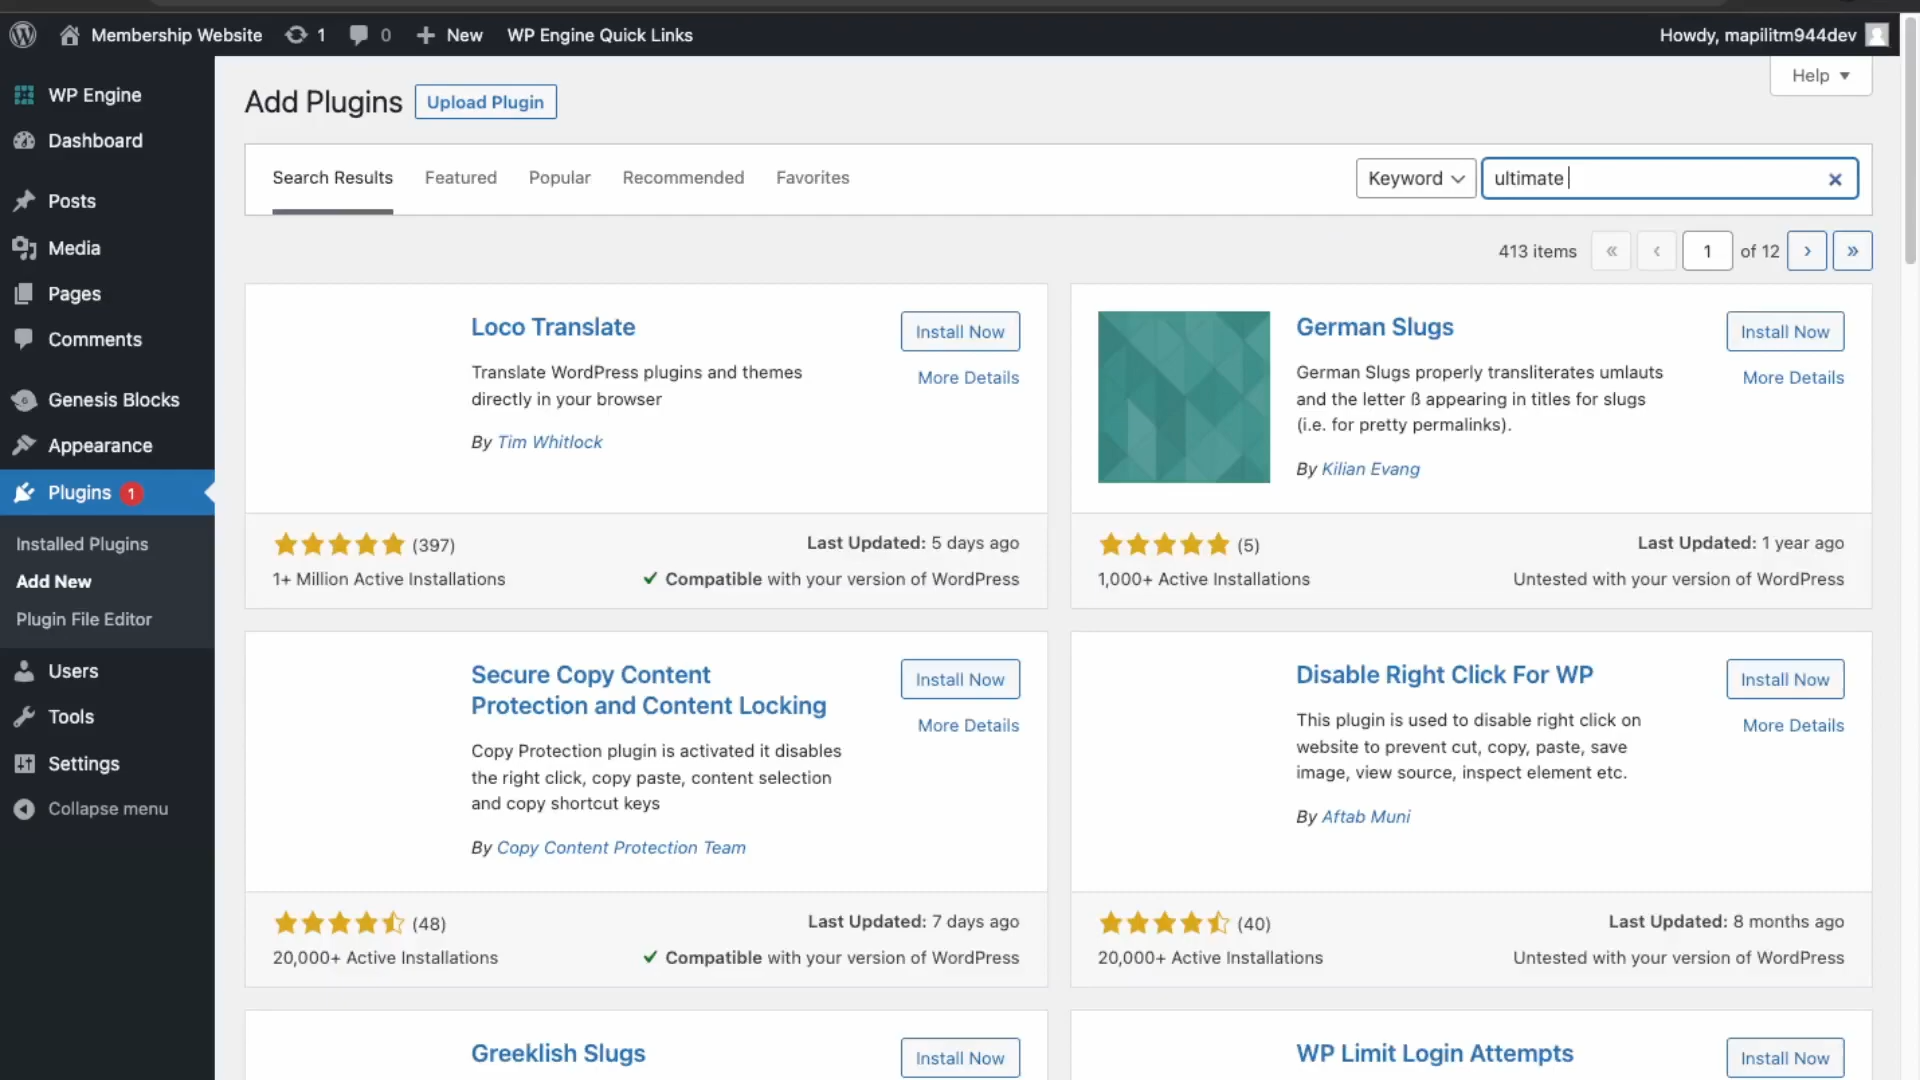 Membership Website 1 0 New WP Engine Quick Links Howdy, mapilitm944dev
WP Engine
Dashboard
Posts
Media
Pages
Comments
Genesis Blocks
Appearance
Plugins 1
Installed Plugins
Add New
Plugin File Editor
Users
Tools
Settings
Collapse menu
Help
Add Plugins Upload Plugin
Search Results Featured Popular Recommended Favorites Keyword ultimate
413 items « ‹ 1 of 12 › »
Loco Translate
Install Now
More Details
Translate WordPress plugins and themes
directly in your browser
By Tim Whitlock
(397)
Last Updated: 5 days ago
1+ Million Active Installations
Compatible with your version of WordPress
German Slugs
Install Now
More Details
German Slugs properly transliterates umlauts
and the letter ß appearing in titles for slugs
(i.e. for pretty permalinks).
By Kilian Evang
(5)
Last Updated: 1 year ago
1,000+ Active Installations
Untested with your version of WordPress
Secure Copy Content
Protection and Content Locking
Install Now
More Details
Copy Protection plugin is activated it disables
the right click, copy paste, content selection
and copy shortcut keys
By Copy Content Protection Team
(48)
Last Updated: 7 days ago
20,000+ Active Installations
Compatible with your version of WordPress
Disable Right Click For WP
Install Now
More Details
This plugin is used to disable right click on
website to prevent cut, copy, paste, save
image, view source, inspect element etc.
By Aftab Muni
(40)
Last Updated: 8 months ago
20,000+ Active Installations
Untested with your version of WordPress
Greeklish Slugs
Install Now
WP Limit Login Attempts
Install Now